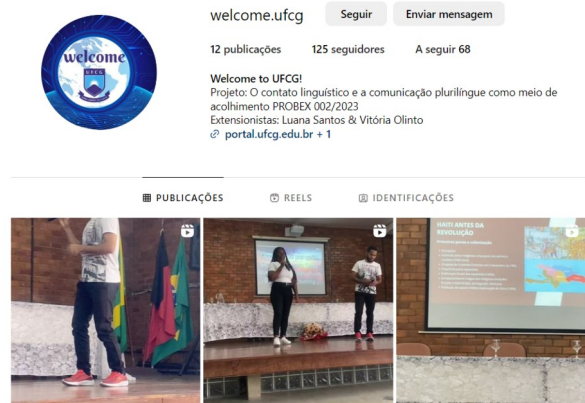 welcome.ufcg Seguir Enviar mensagem
12 publicações 125 seguidores A seguir 68
welcome
UFCG
Welcome to UFCG!
Projeto: O contato linguístico e a comunicação plurilíngue como meio de
acolhimento PROBEX 002/2023
Extensionistas: Luana Santos & Vitória Olinto
portal.ufcg.edu.br + 1
PUBLICAÇÕES REELS IDENTIFICAÇÕES
HAITI ANTES DA
REVOLUÇÃO